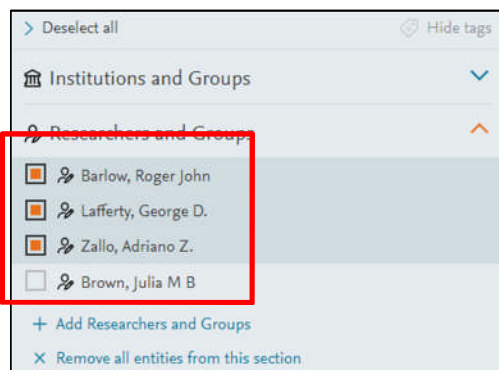 Deselect all Hide tags
Institutions and Groups
Researchers and Groups
Barlow, Roger John
Lafferty, George D.
Zallo, Adriano Z.
Brown, Julia M B
+ Add Researchers and Groups
× Remove all entities from this section